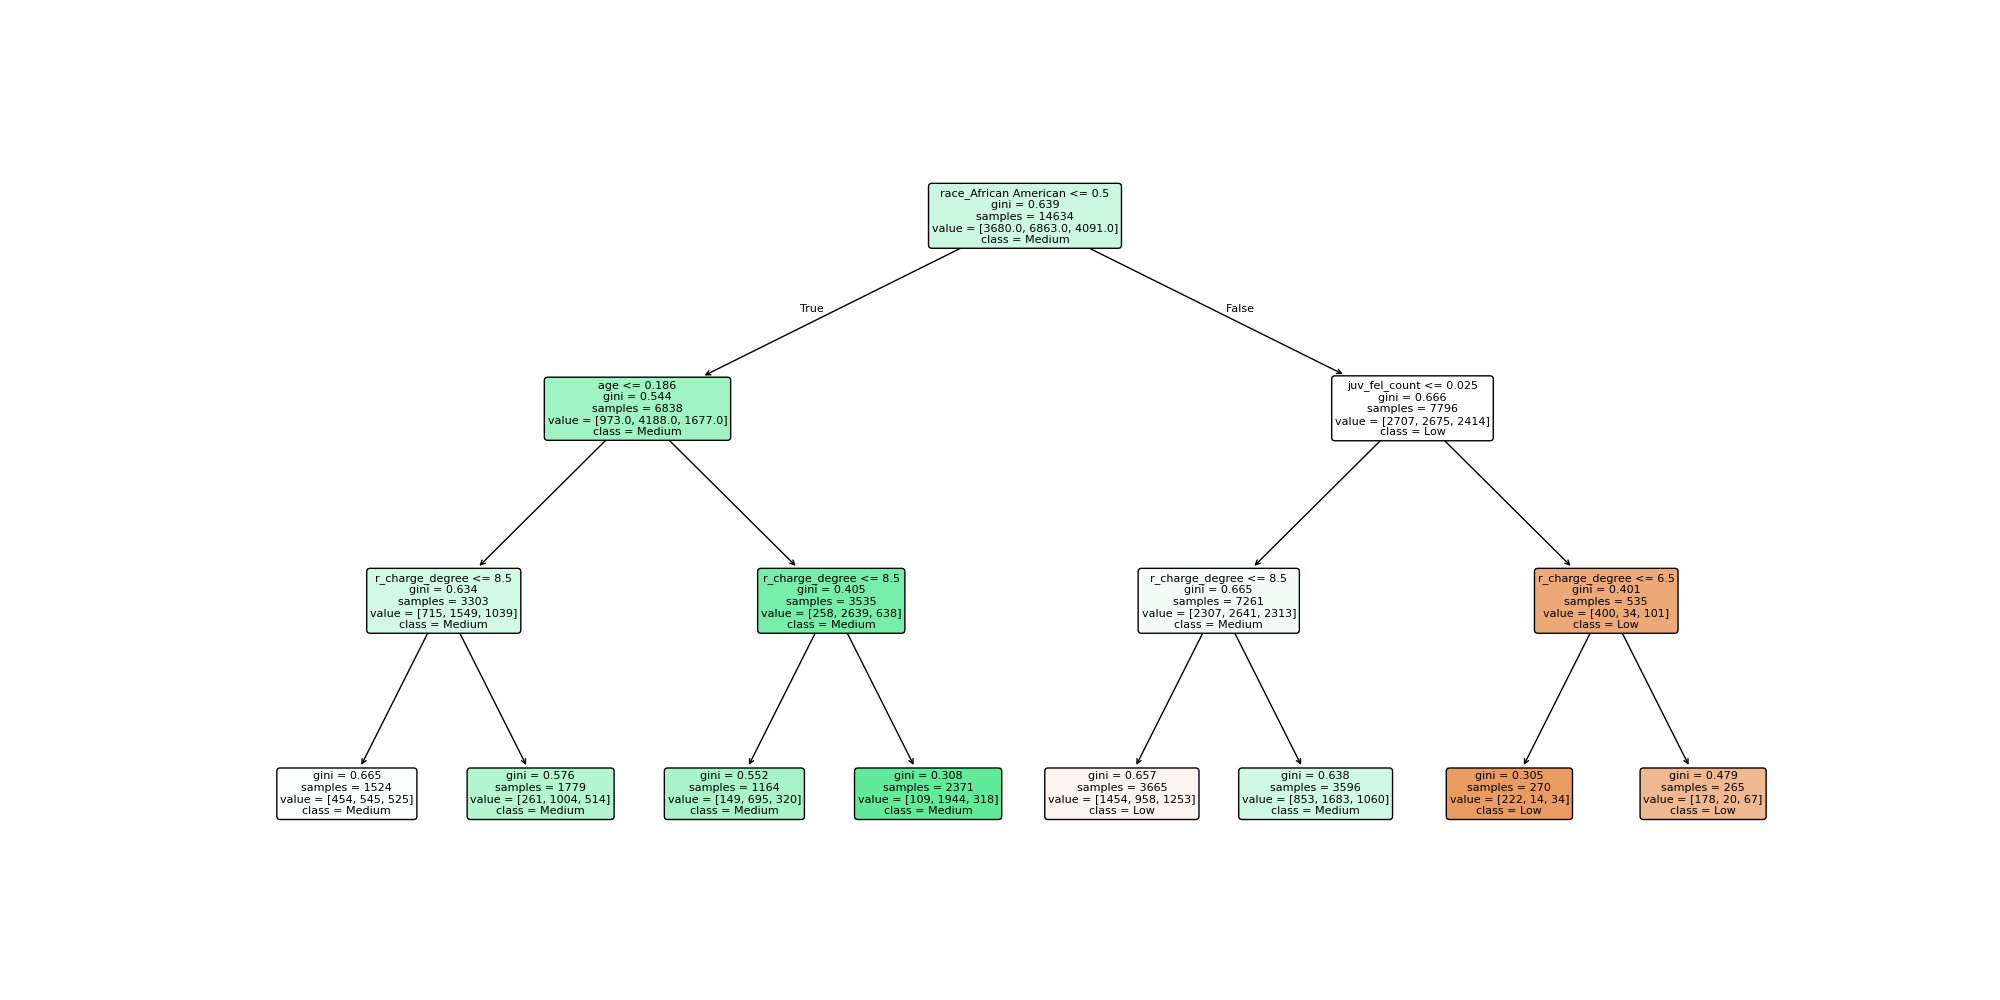 race_African American <= 0.5
gini = 0.639
samples = 14634
value = [3680.0, 6863.0, 4091.0]
class = Medium
True
False
age <= 0.186
gini = 0.544
samples = 6838
value = [973.0, 4188.0, 1677.0]
class = Medium
juv_fel_count <= 0.025
gini = 0.666
samples = 7796
value = [2707, 2675, 2414]
class = Low
r_charge_degree <= 8.5
gini = 0.634
samples = 3303
value = [715, 1549, 1039]
class = Medium
r_charge_degree <= 8.5
gini = 0.405
samples = 3535
value = [258, 2639, 638]
class = Medium
r_charge_degree <= 8.5
gini = 0.665
samples = 7261
value = [2307, 2641, 2313]
class = Medium
r_charge_degree <= 6.5
gini = 0.401
samples = 535
value = [400, 34, 101]
class = Low
gini = 0.665
samples = 1524
value = [454, 545, 525]
class = Medium
gini = 0.576
samples = 1779
value = [261, 1004, 514]
class = Medium
gini = 0.552
samples = 1164
value = [149, 695, 320]
class = Medium
gini = 0.308
samples = 2371
value = [109, 1944, 318]
class = Medium
gini = 0.657
samples = 3665
value = [1454, 958, 1253]
class = Low
gini = 0.638
samples = 3596
value = [853, 1683, 1060]
class = Medium
gini = 0.305
samples = 270
value = [222, 14, 34]
class = Low
gini = 0.479
samples = 265
value = [178, 20, 67]
class = Low